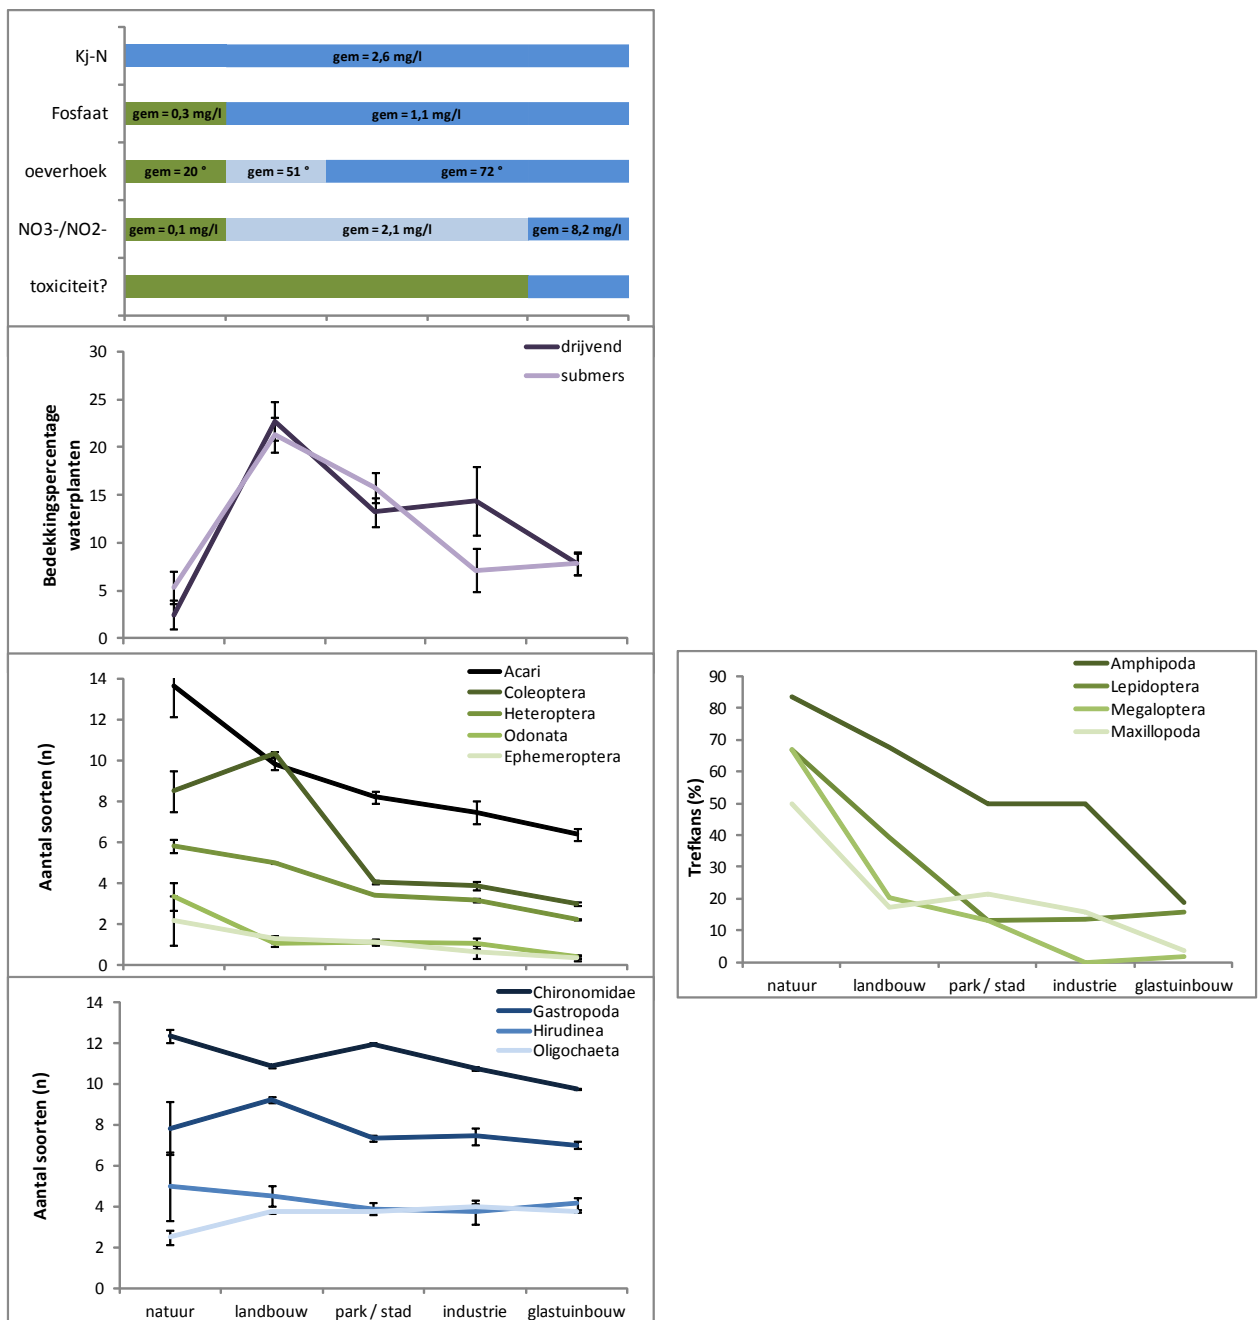 Kj-N
gem = 2,6 mg/l
Fosfaat
gem = 0,3 mg/l
gem = 1,1 mg/l
oeverhoek
gem = 20 °
gem = 51 °
gem = 72 °
NO3-/NO2-
gem = 0,1 mg/l
gem = 2,1 mg/l
gem = 8,2 mg/l
toxiciteit?
Bedekkingspercentage
waterplanten
30
25
20
15
10
5
0
drijvend
submers
Aantal soorten (n)
14
12
10
8
6
4
2
0
Acari
Coleoptera
Heteroptera
Odonata
Ephemeroptera
Trefkans (%)
90
80
70
60
50
40
30
20
10
0
Amphipoda
Lepidoptera
Megaloptera
Maxillopoda
natuur
landbouw
park / stad
industrie
glastuinbouw
Aantal soorten (n)
14
12
10
8
6
4
2
0
Chironomidae
Gastropoda
Hirudinea
Oligochaeta
natuur
landbouw
park / stad
industrie
glastuinbouw